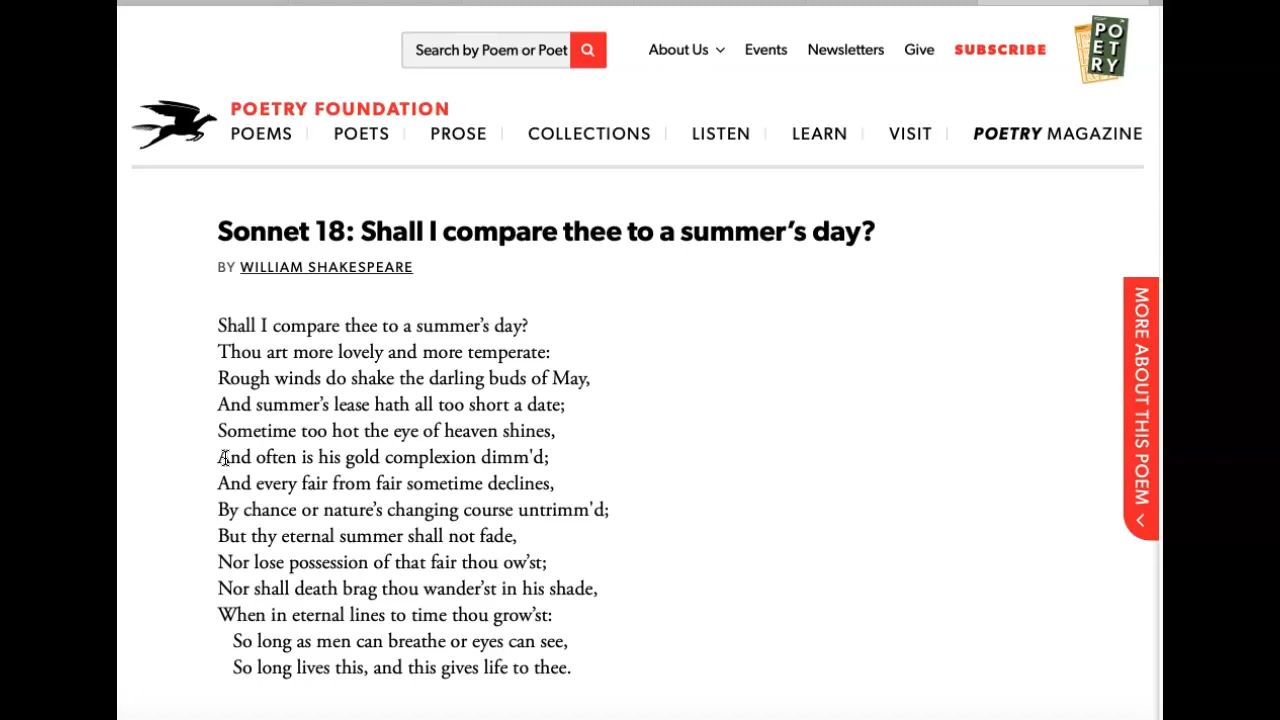 Search by Poem or Poet
About Us
Events
Newsletters
Give
SUBSCRIBE
PO
ET
RY
POETRY FOUNDATION
POEMS
POETS
PROSE
COLLECTIONS
LISTEN
LEARN
VISIT
POETRY MAGAZINE
Sonnet 18: Shall I compare thee to a summer’s day?
BY WILLIAM SHAKESPEARE
Shall I compare thee to a summer’s day?
Thou art more lovely and more temperate:
Rough winds do shake the darling buds of May,
And summer’s lease hath all too short a date;
Sometime too hot the eye of heaven shines,
And often is his gold complexion dimm'd;
And every fair from fair sometime declines,
By chance or nature’s changing course untrimm'd;
But thy eternal summer shall not fade,
Nor lose possession of that fair thou ow’st;
Nor shall death brag thou wander’st in his shade,
When in eternal lines to time thou grow’st:
So long as men can breathe or eyes can see,
So long lives this, and this gives life to thee.
MORE ABOUT THIS POEM